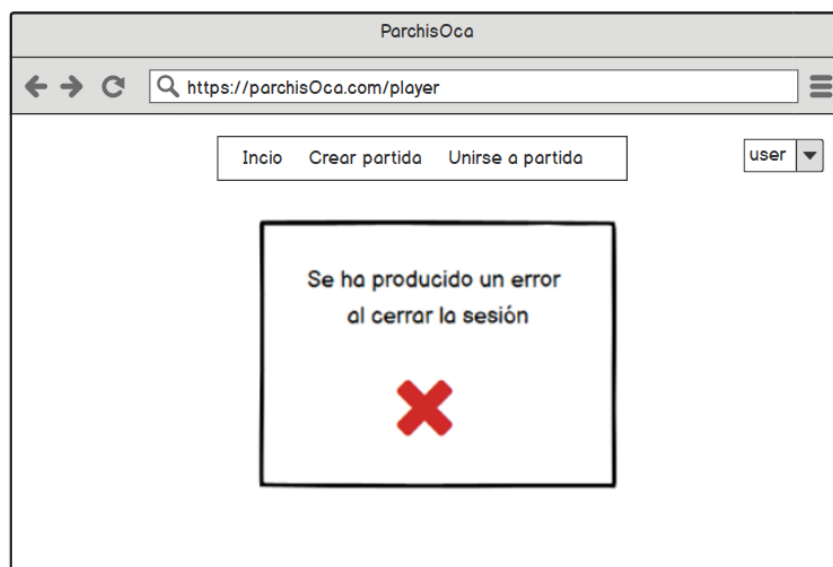 ParchisOca
https://parchisOca.com/player
Incio Crear partida Unirse a partida
user
Se ha producido un error
al cerrar la sesión